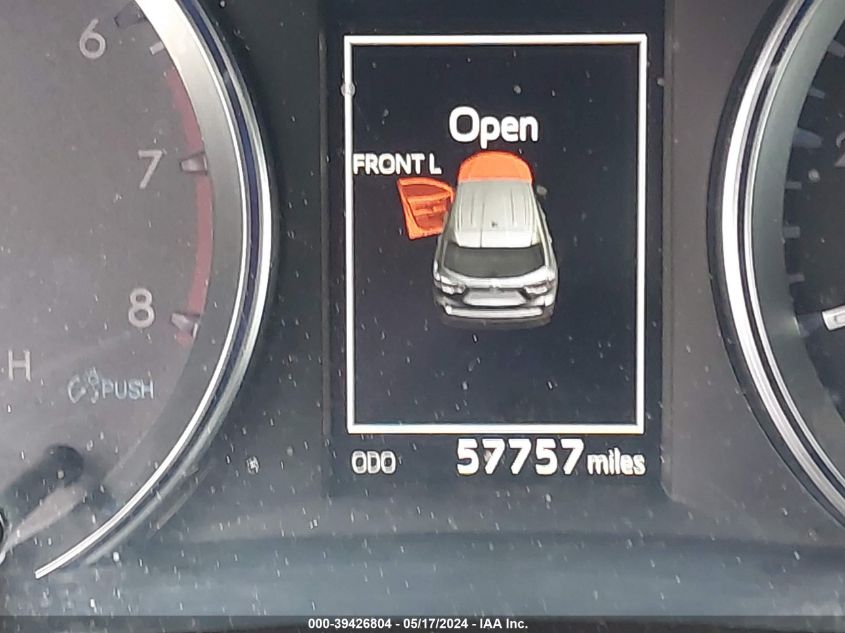 6
7
8
H
PUSH
Open
FRONT L
ODO 57757 miles
000-39426804 - 05/17/2024 - IAA Inc.